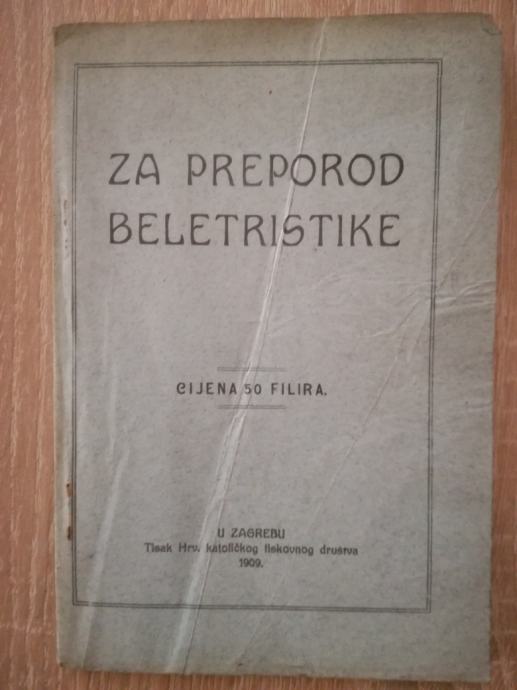 ZA PREPOROD
BELETRISTIKE
CIJENA 50 FILIRA.
U ZAGREBU
Tisak Hrv. katoličkog tiskovnog društva
1909.